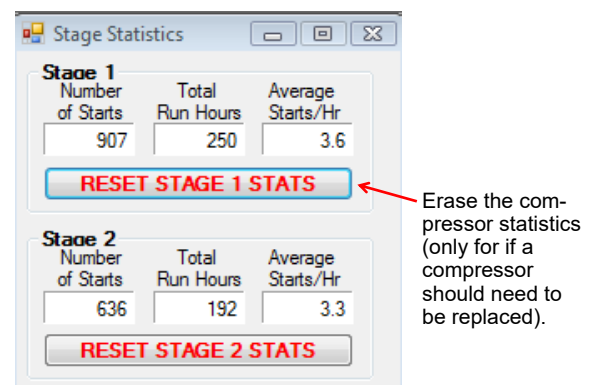 Stage Statistics
Stage 1
Number Total Average
of Starts Run Hours Starts/Hr
907 250 3.6
RESET STAGE 1 STATS
Erase the com-
pressor statistics
(only for if a
compressor
should need to
be replaced).
Stage 2
Number Total Average
of Starts Run Hours Starts/Hr
636 192 3.3
RESET STAGE 2 STATS